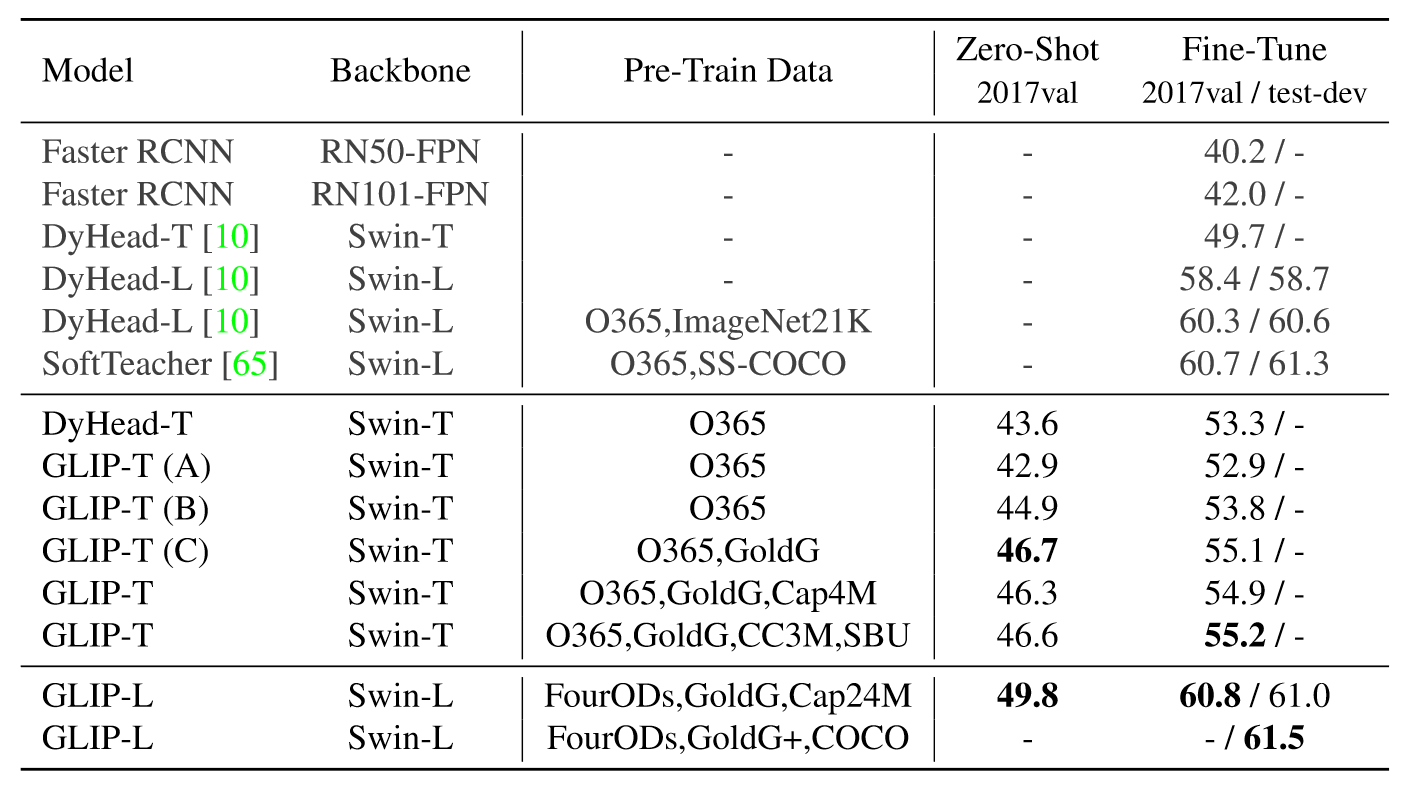 Model Backbone Pre-Train Data Zero-Shot Fine-Tune
2017val 2017val / test-dev
Faster RCNN RN50-FPN - - 40.2 / -
Faster RCNN RN101-FPN - - 42.0 / -
DyHead-T [10] Swin-T - - 49.7 / -
DyHead-L [10] Swin-L - - 58.4 / 58.7
DyHead-L [10] Swin-L O365,ImageNet21K - 60.3 / 60.6
SoftTeacher [65] Swin-L O365,SS-COCO - 60.7 / 61.3
DyHead-T Swin-T O365 43.6 53.3 / -
GLIP-T (A) Swin-T O365 42.9 52.9 / -
GLIP-T (B) Swin-T O365 44.9 53.8 / -
GLIP-T (C) Swin-T O365,GoldG 46.7 55.1 / -
GLIP-T Swin-T O365,GoldG,Cap4M 46.3 54.9 / -
GLIP-T Swin-T O365,GoldG,CC3M,SBU 46.6 55.2 / -
GLIP-L Swin-L FourODs,GoldG,Cap24M 49.8 60.8 / 61.0
GLIP-L Swin-L FourODs,GoldG+,COCO - - / 61.5